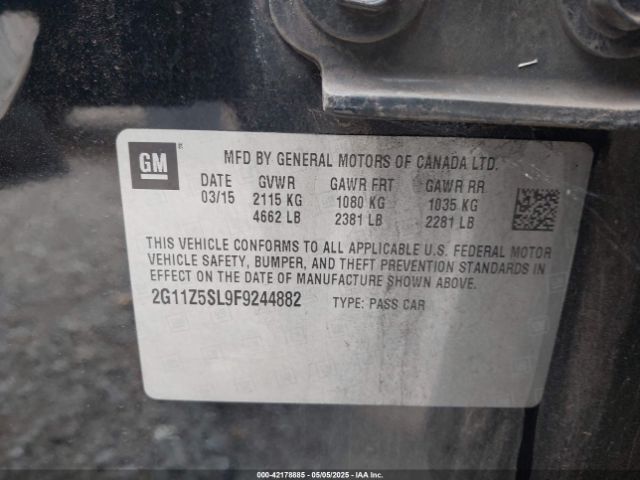 GM
®
MFD BY GENERAL MOTORS OF CANADA LTD.
DATE GVWR GAWR FRT GAWR RR
03/15 2115 KG 1080 KG 1035 KG
4662 LB 2381 LB 2281 LB
THIS VEHICLE CONFORMS TO ALL APPLICABLE U.S. FEDERAL MOTOR
VEHICLE SAFETY, BUMPER, AND THEFT PREVENTION STANDARDS IN
EFFECT ON THE DATE OF MANUFACTURE SHOWN ABOVE.
2G11Z5SL9F9244882 TYPE: PASS CAR
000-42178885 - 05/05/2025 - IAA Inc.